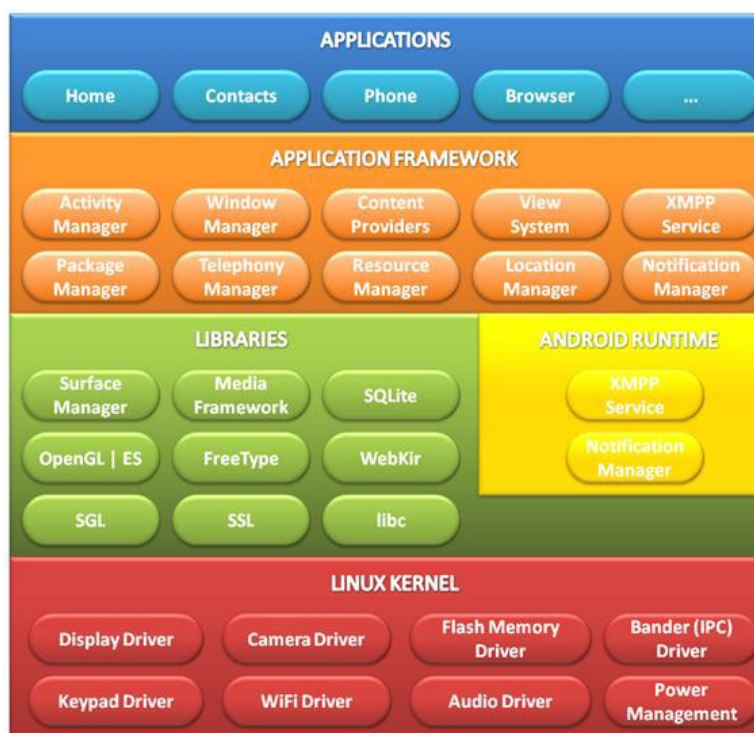 APPLICATIONS
Home
Contacts
Phone
Browser
...
APPLICATION FRAMEWORK
Activity
Manager
Window
Manager
Content
Providers
View
System
XMPP
Service
Package
Manager
Telephony
Manager
Resource
Manager
Location
Manager
Notification
Manager
LIBRARIES
Surface
Manager
Media
Framework
SQLite
OpenGL | ES
FreeType
WebKir
SGL
SSL
libc
ANDROID RUNTIME
XMPP
Service
Notification
Manager
LINUX KERNEL
Display Driver
Camera Driver
Flash Memory
Driver
Bander (IPC)
Driver
Keypad Driver
WiFi Driver
Audio Driver
Power
Management